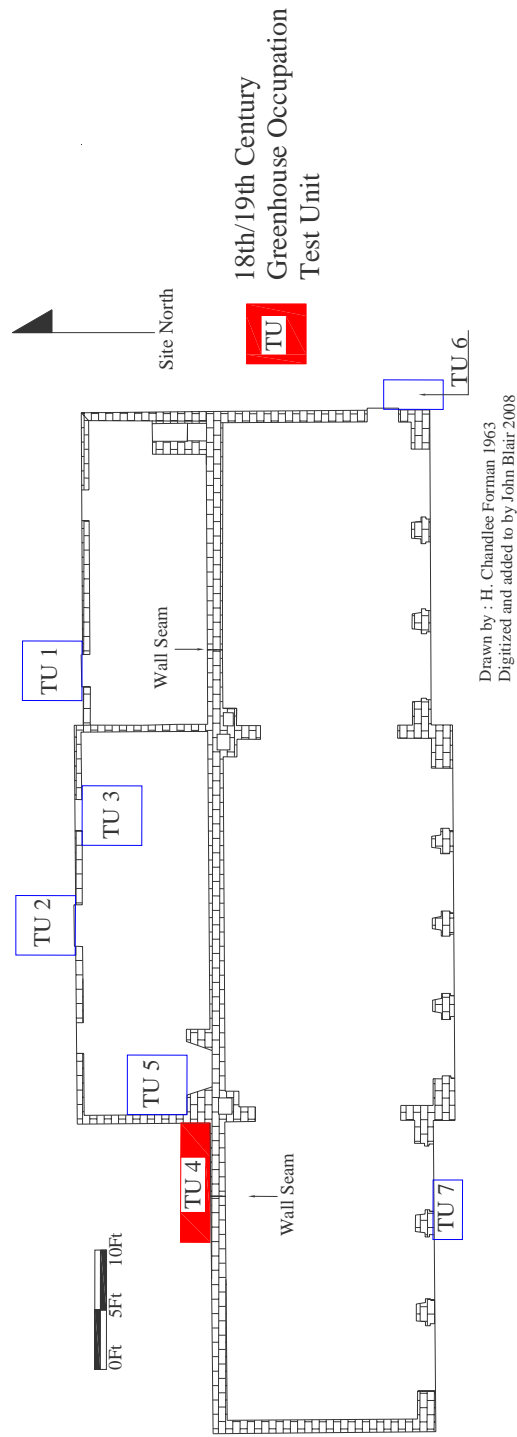 Site North
TU
18th/19th Century
Greenhouse Occupation
Test Unit
TU 1
TU 2
TU 3
TU 5
TU 4
Wall Seam
Wall Seam
0Ft 5Ft 10Ft
TU 6
TU 7
Drawn by : H. Chandlee Forman 1963
Digitized and added to by John Blair 2008